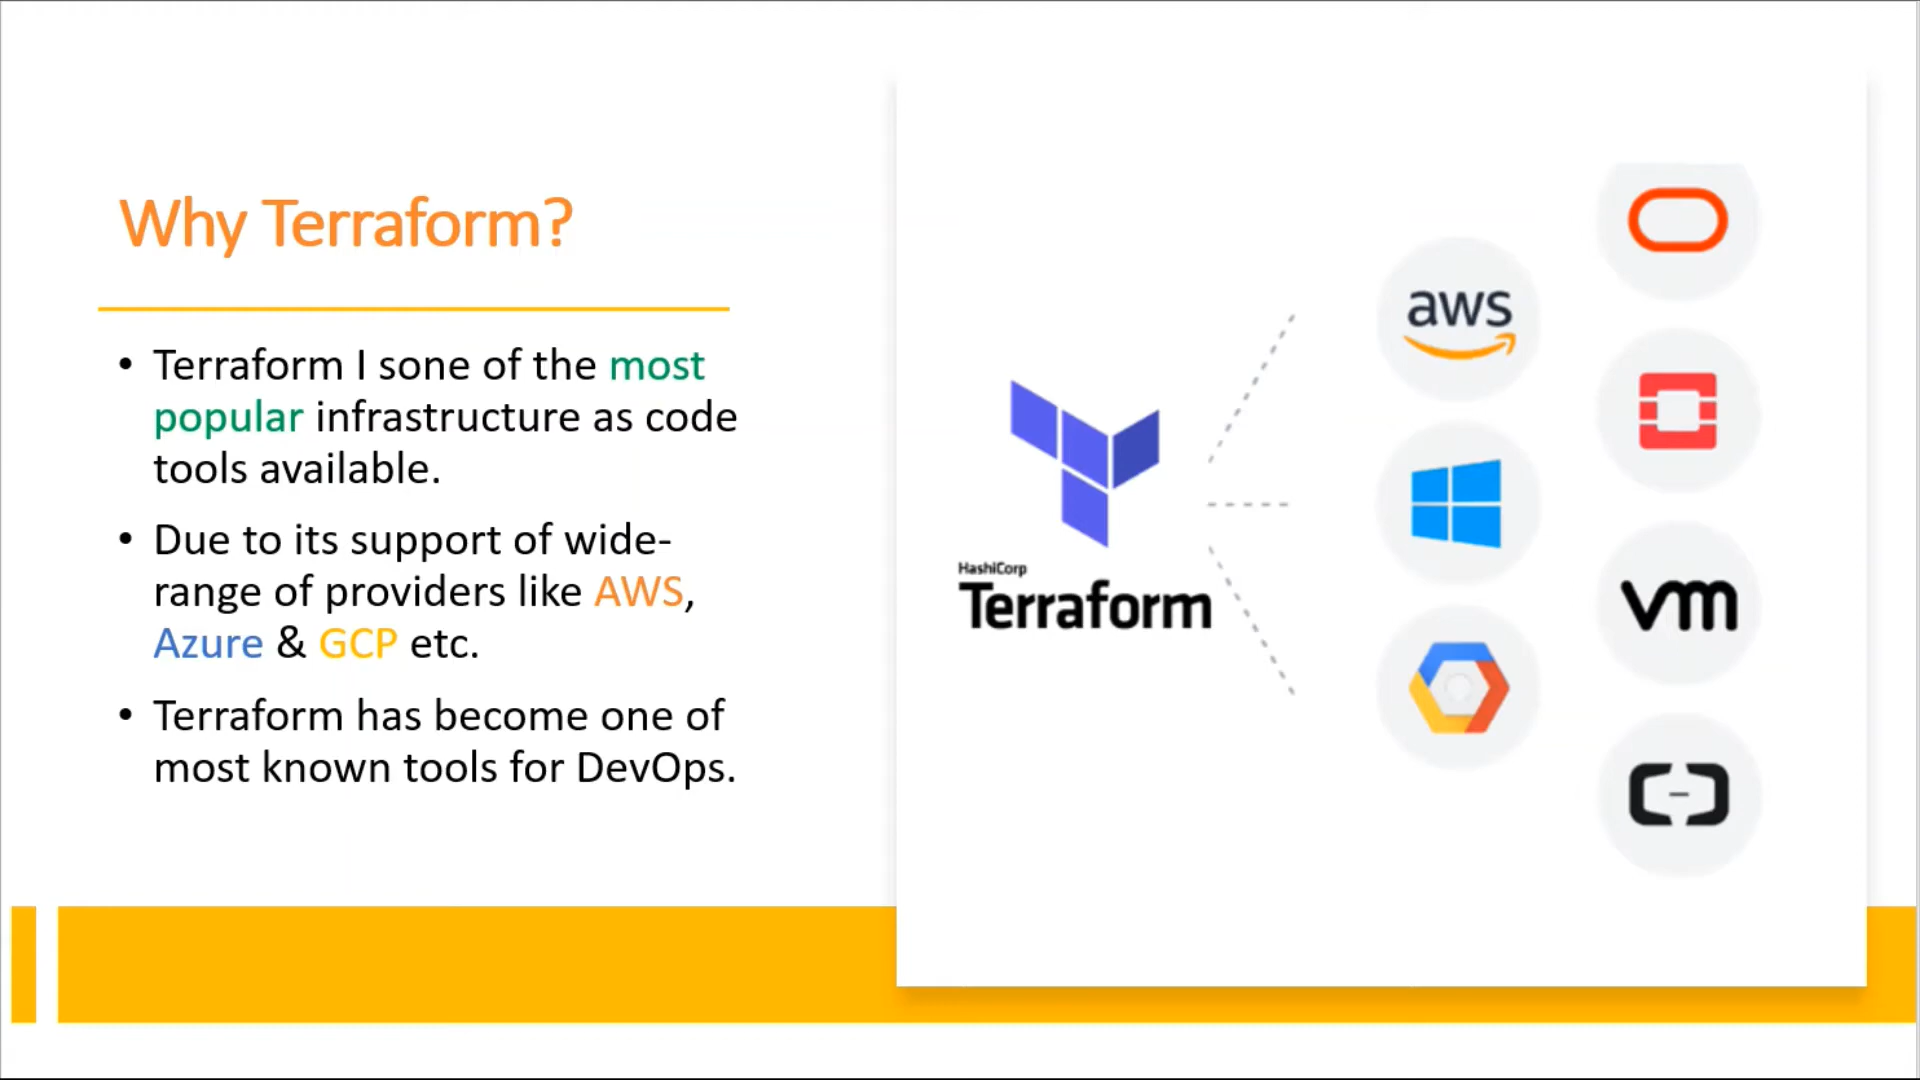 Why Terraform?
• Terraform I sone of the most
popular infrastructure as code
tools available.
• Due to its support of wide-
range of providers like AWS,
Azure & GCP etc.
• Terraform has become one of
most known tools for DevOps.
HashiCorp
Terraform
aws
vm